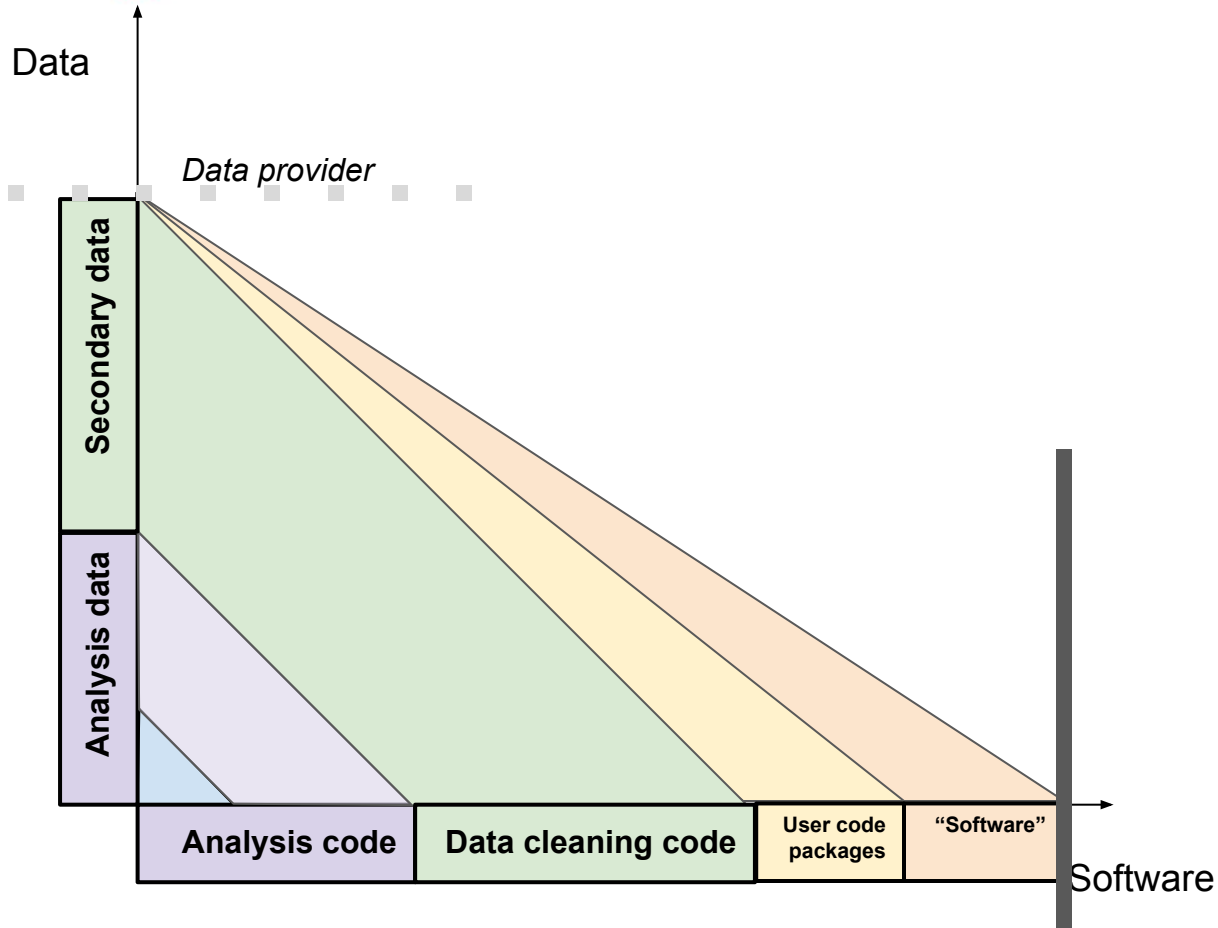 Data
Data provider
Secondary data
Analysis data
Analysis code
Data cleaning code
User code
packages
“Software”
Software